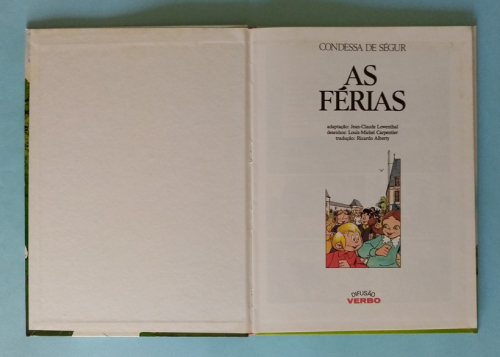 CONDESSA DE SÉGUR
AS
FÉRIAS
adaptação: Jean-Claude Lowenthal
desenhos: Louis-Michel Carpentier
tradução: Ricardo Alberty
DIFUSÃO
VERBO